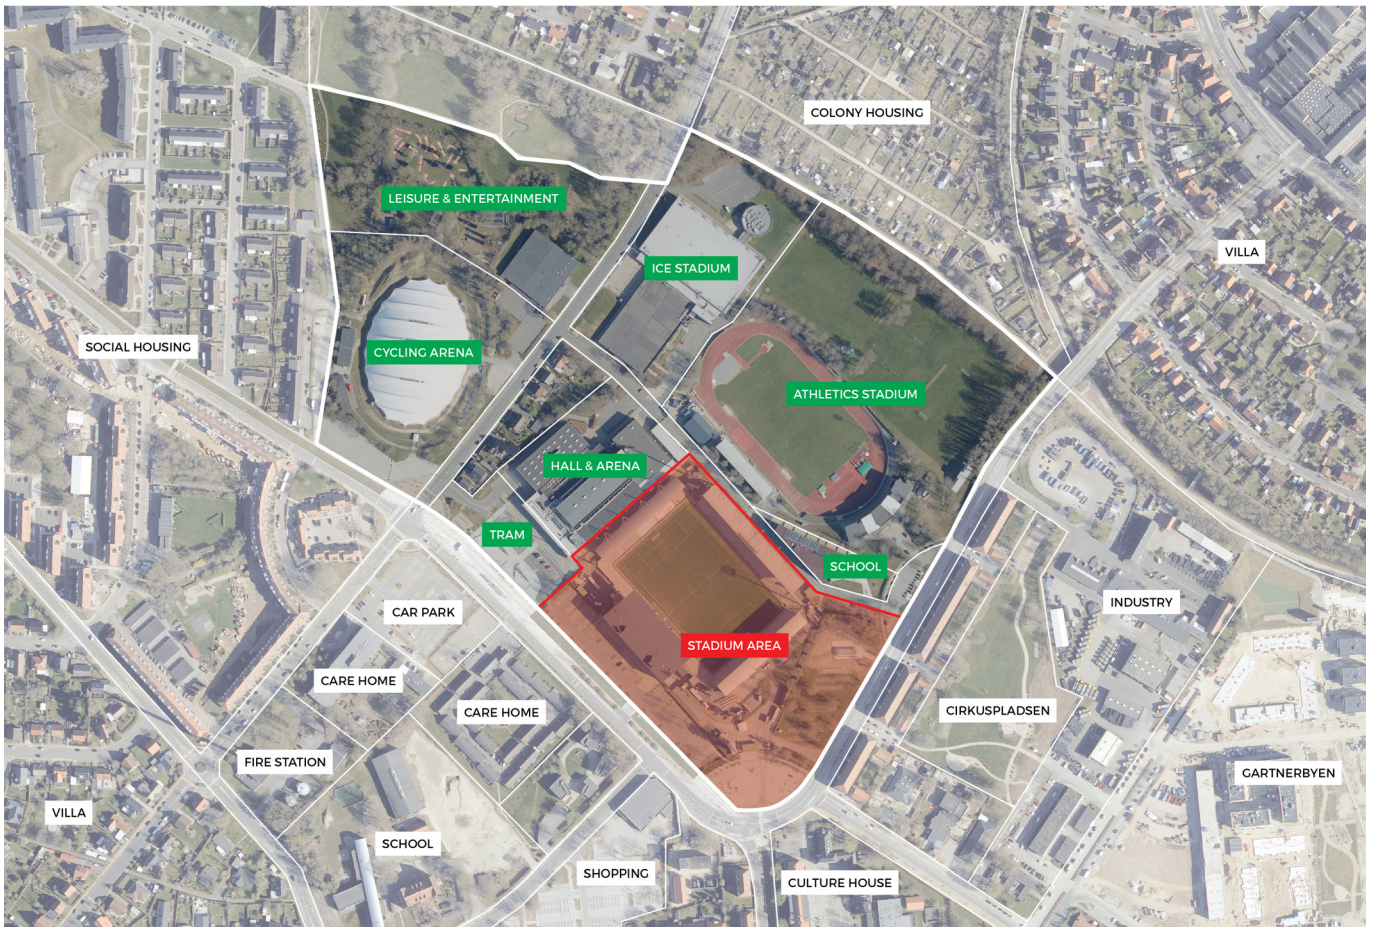 COLONY HOUSING
LEISURE & ENTERTAINMENT
VILLA
ICE STADIUM
SOCIAL HOUSING
CYCLING ARENA
ATHLETICS STADIUM
HALL & ARENA
TRAM
SCHOOL
INDUSTRY
CAR PARK
STADIUM AREA
CARE HOME
CARE HOME
CIRKUSPLADSEN
FIRE STATION
GARTNERBYEN
VILLA
SCHOOL
SHOPPING
CULTURE HOUSE